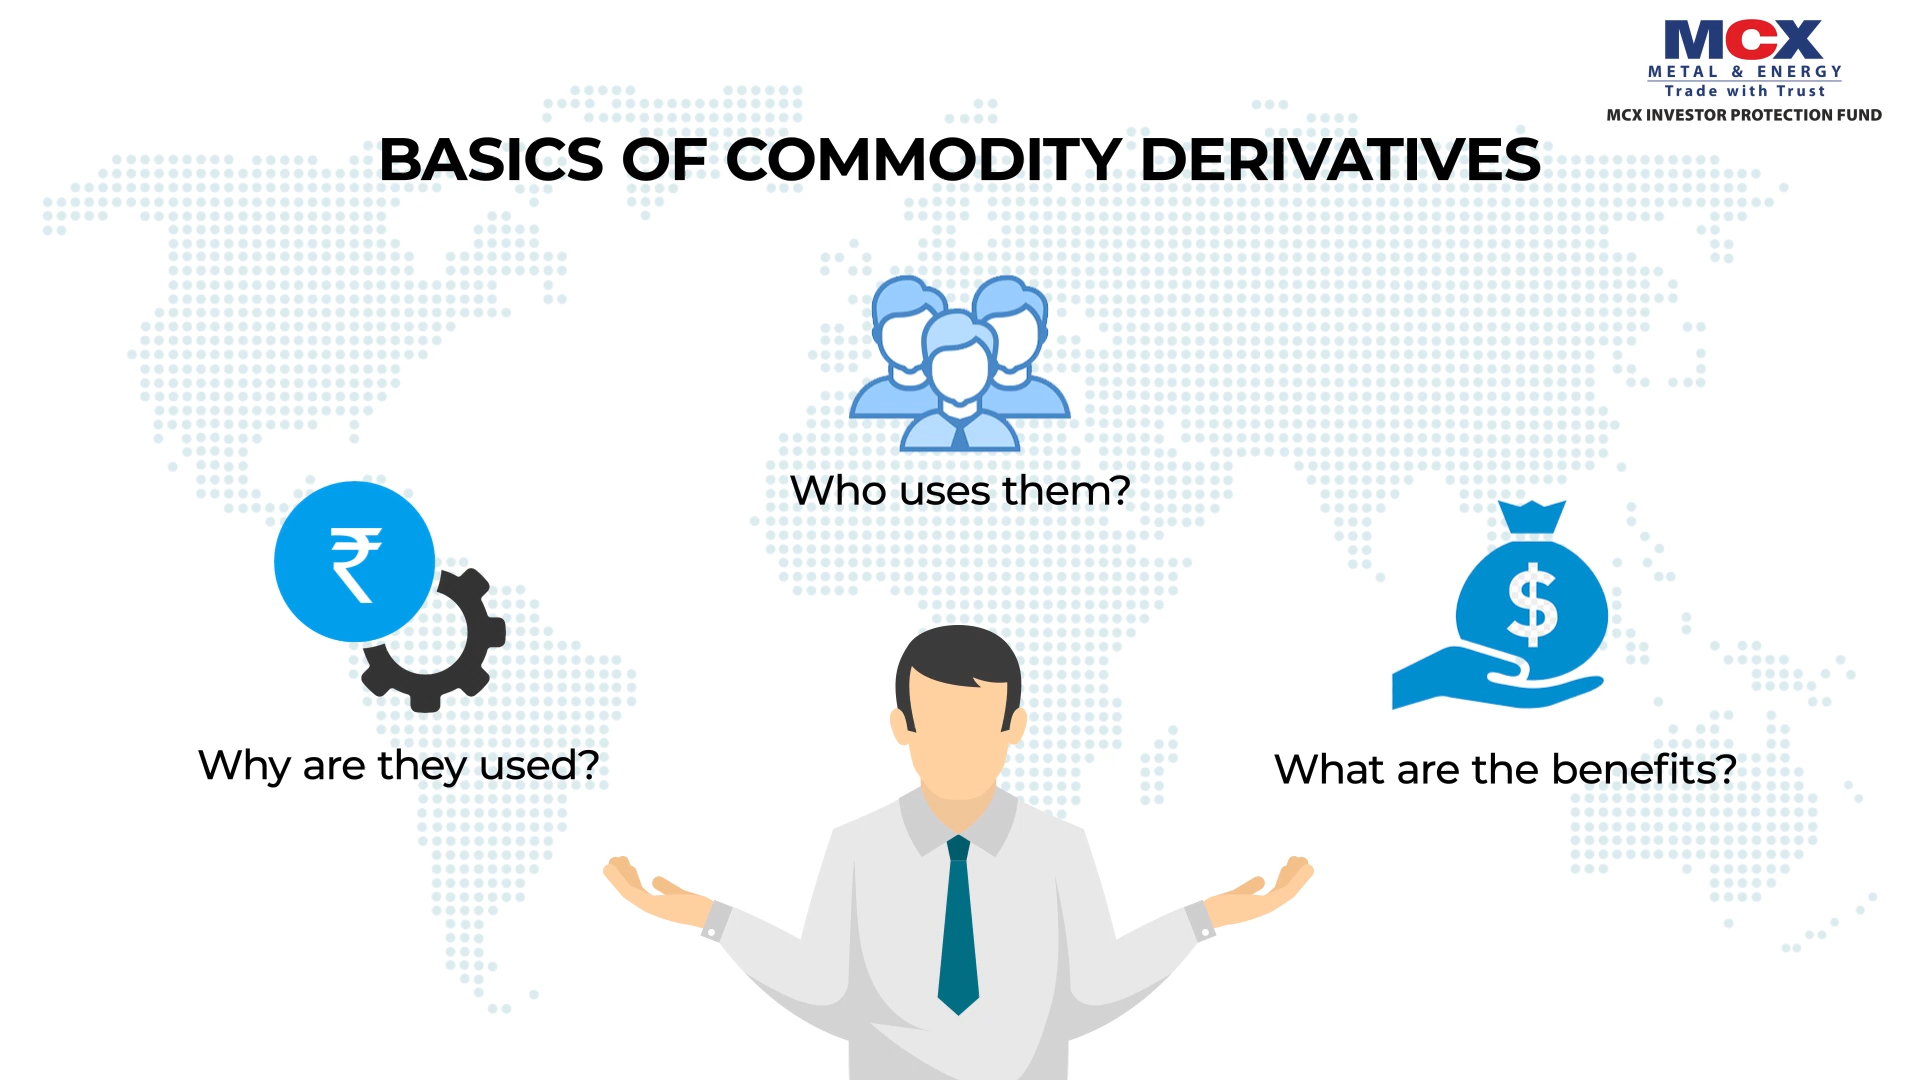 MCX
METAL & ENERGY
Trade with Trust
MCX INVESTOR PROTECTION FUND
BASICS OF COMMODITY DERIVATIVES
Who uses them?
₹
$
Why are they used?
What are the benefits?